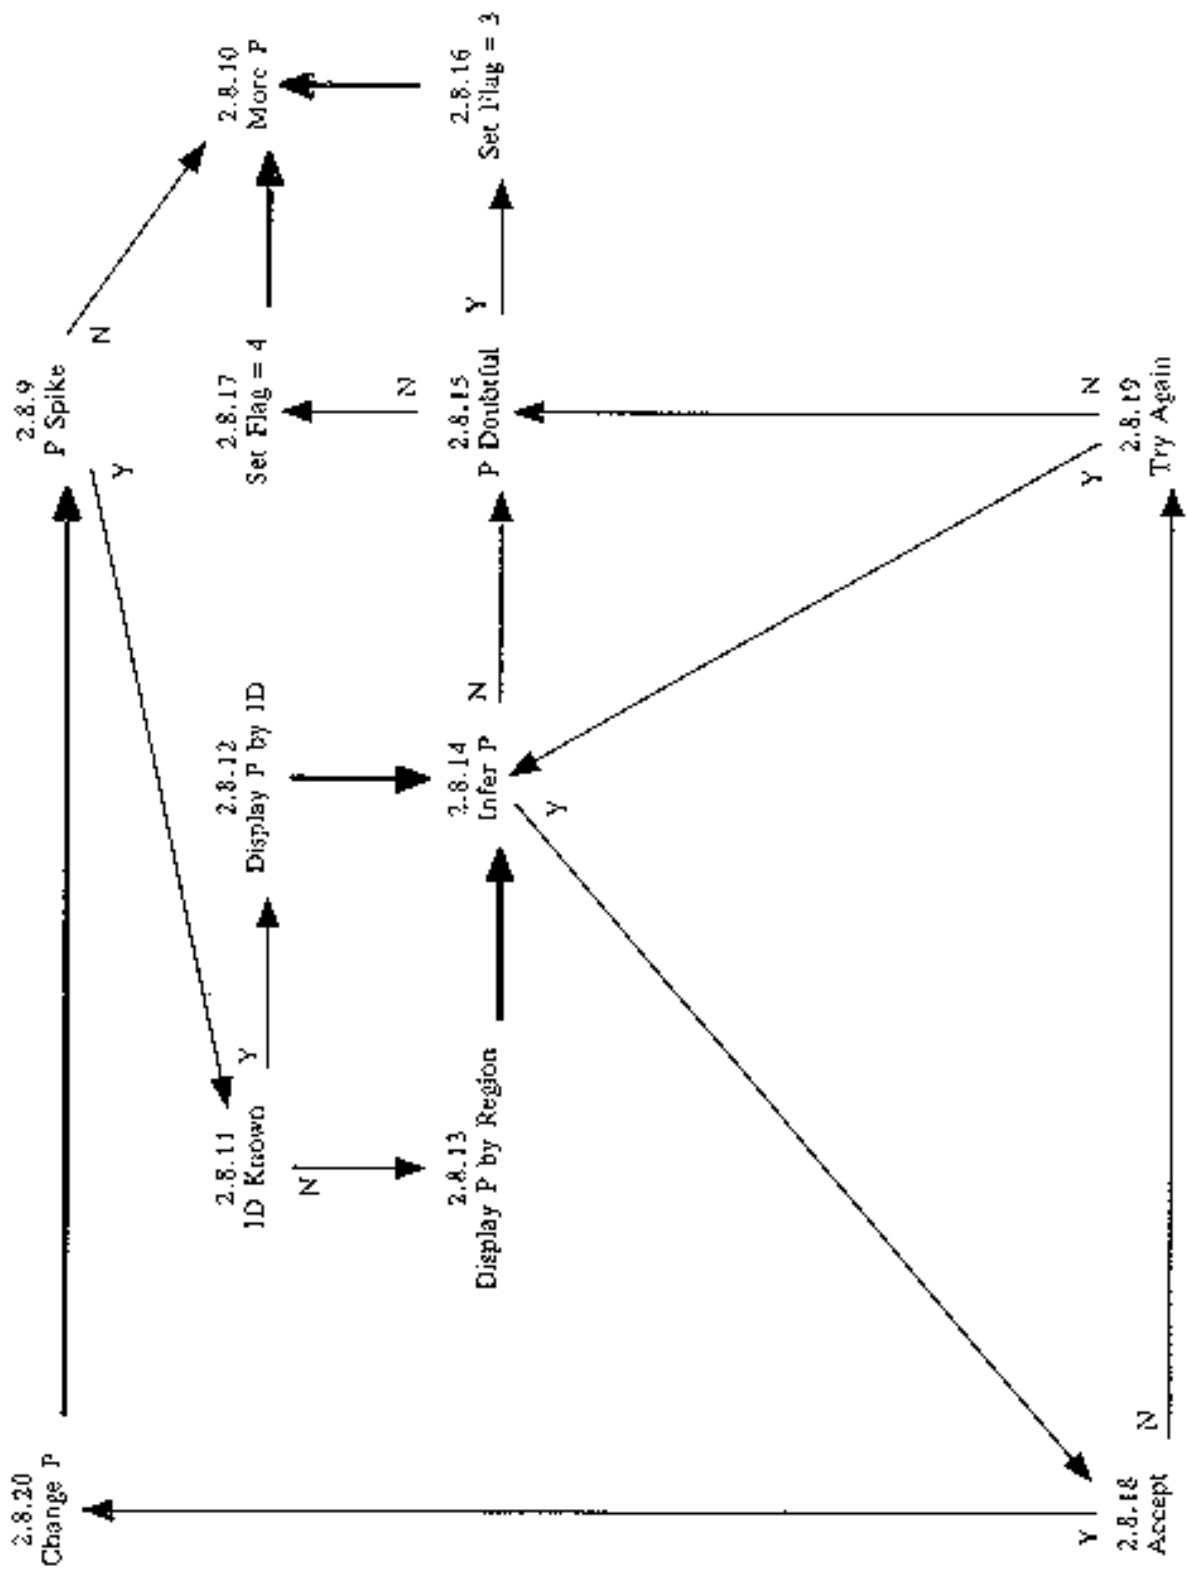 2.8.20
Change P
2.8.9
P Spike
Y
N
2.8.11
ID Known
Y
N
2.8.12
Display P by ID
2.8.17
Set Flag = 4
2.8.10
More P
2.8.13
Display P by Region
2.8.14
Infer P
Y
N
2.8.15
P Doubtful
N
Y
2.8.16
Set Flag = 3
2.8.18
Accept
Y
N
2.8.19
Try Again
Y
N